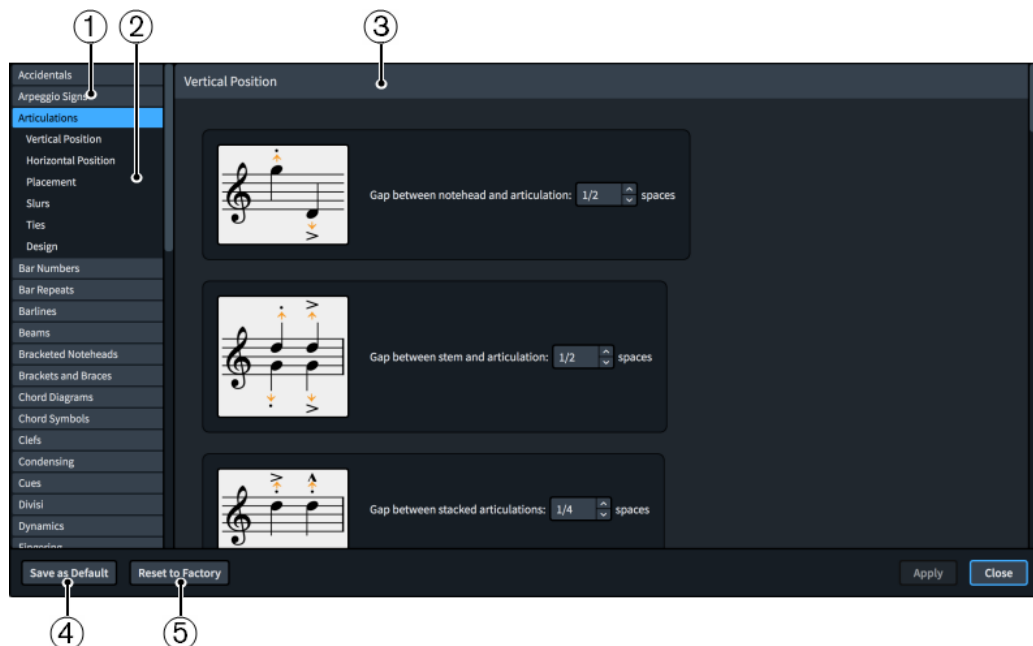 ① ② ③
Accidentals
Arpeggio Signs
Articulations
Vertical Position
Horizontal Position
Placement
Slurs
Ties
Design
Bar Numbers
Bar Repeats
Barlines
Beams
Bracketed Noteheads
Brackets and Braces
Chord Diagrams
Chord Symbols
Clefs
Condensing
Cues
Divisi
Dynamics
Fingering
Vertical Position
Gap between notehead and articulation: 1/2 spaces
Gap between stem and articulation: 1/2 spaces
Gap between stacked articulations: 1/4 spaces
Save as Default Reset to Factory Apply Close
④ ⑤